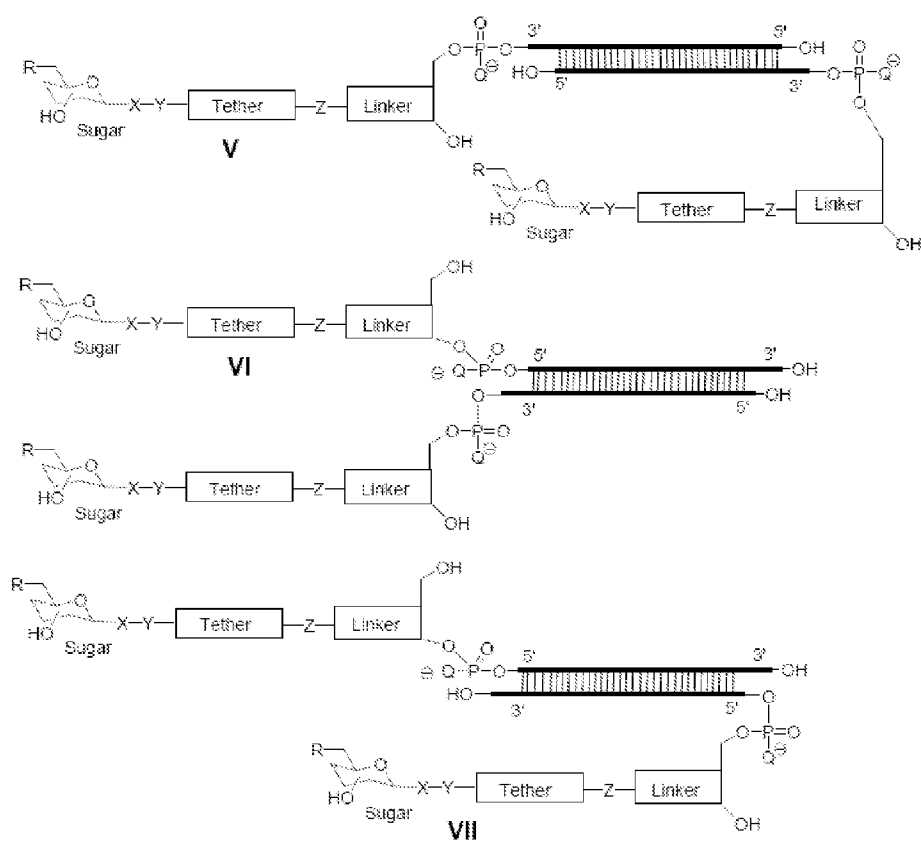 3' 5'
O-P-O OH
O Q⊖ O
HO 5' 3' O-P-Q⊖
R O O
HO X-Y Tether Z Linker
Sugar OH
V
R O
HO X-Y Tether Z Linker
Sugar OH
OH
R O
HO X-Y Tether Z Linker
Sugar O O 5' 3'
VI ⊖ Q-P-O OH
O 3' 5' OH
R O O-P=O
HO X-Y Tether Z Linker Q⊖
Sugar OH
OH
R O
HO X-Y Tether Z Linker
Sugar O O 5' 3'
⊖ Q-P-O OH
HO 3' 5' O
R O O-P=O
HO X-Y Tether Z Linker Q⊖
Sugar OH
VII